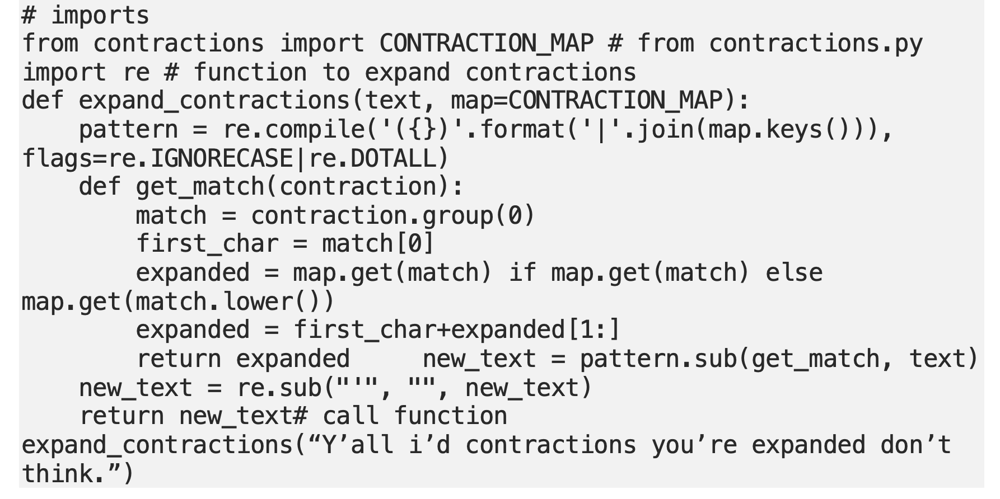 # imports
from contractions import CONTRACTION_MAP # from contractions.py
import re # function to expand contractions
def expand_contractions(text, map=CONTRACTION_MAP):
    pattern = re.compile('({})'.format('|'.join(map.keys())),
flags=re.IGNORECASE|re.DOTALL)
    def get_match(contraction):
        match = contraction.group(0)
        first_char = match[0]
        expanded = map.get(match) if map.get(match) else
map.get(match.lower())
        expanded = first_char+expanded[1:]
        return expanded     new_text = pattern.sub(get_match, text)
    new_text = re.sub("'", "", new_text)
    return new_text# call function
expand_contractions(“Y’all i’d contractions you’re expanded don’t
think.”)